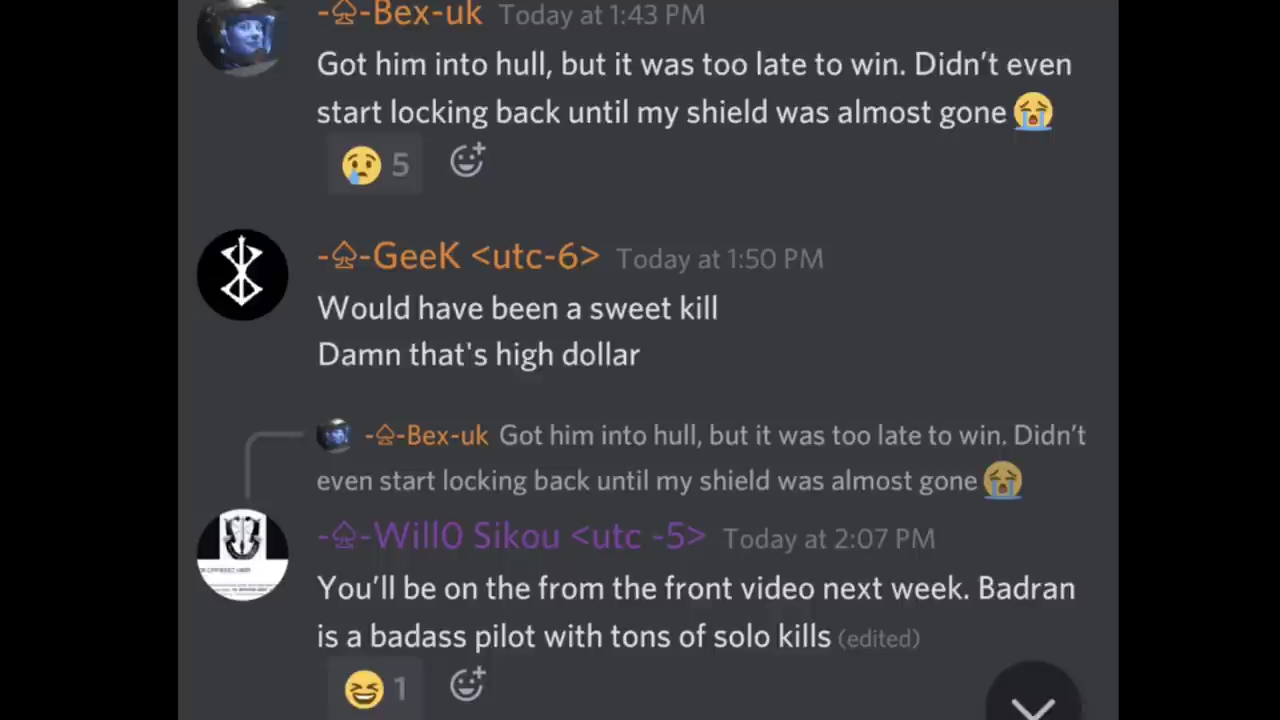 -♤-Bex-uk Today at 1:43 PM
Got him into hull, but it was too late to win. Didn't even
start locking back until my shield was almost gone 😭
😢 5
-♤-GeeK <utc-6> Today at 1:50 PM
Would have been a sweet kill
Damn that's high dollar
-♤-Bex-uk Got him into hull, but it was too late to win. Didn't
even start locking back until my shield was almost gone 😭
-♤-Will0 Sikou <utc -5> Today at 2:07 PM
You'll be on the from the front video next week. Badran
is a badass pilot with tons of solo kills (edited)
😆 1